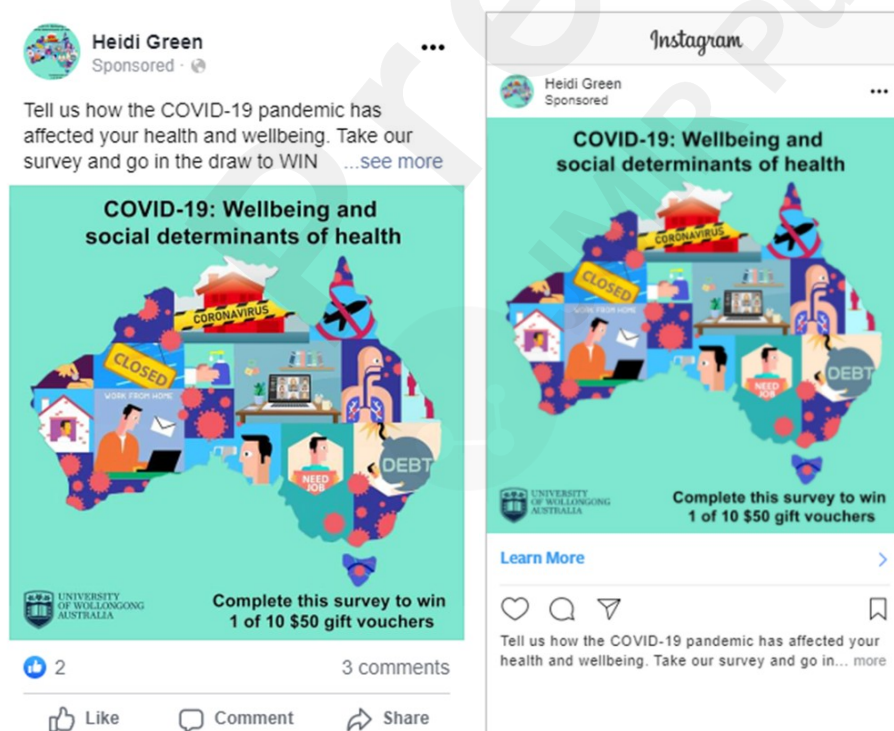 Heidi Green
Sponsored ·
Tell us how the COVID-19 pandemic has
affected your health and wellbeing. Take our
survey and go in the draw to WIN ...see more
COVID-19: Wellbeing and
social determinants of health
CORONAVIRUS
CLOSED
WORK FROM HOME
NEED
JOB
DEBT
UNIVERSITY
OF WOLLONGONG
AUSTRALIA
Complete this survey to win
1 of 10 $50 gift vouchers
2
3 comments
Like
Comment
Share
Instagram
Heidi Green
Sponsored
COVID-19: Wellbeing and
social determinants of health
CORONAVIRUS
CLOSED
WORK FROM HOME
NEED
JOB
DEBT
UNIVERSITY
OF WOLLONGONG
AUSTRALIA
Complete this survey to win
1 of 10 $50 gift vouchers
Learn More
Tell us how the COVID-19 pandemic has affected your
health and wellbeing. Take our survey and go in... more